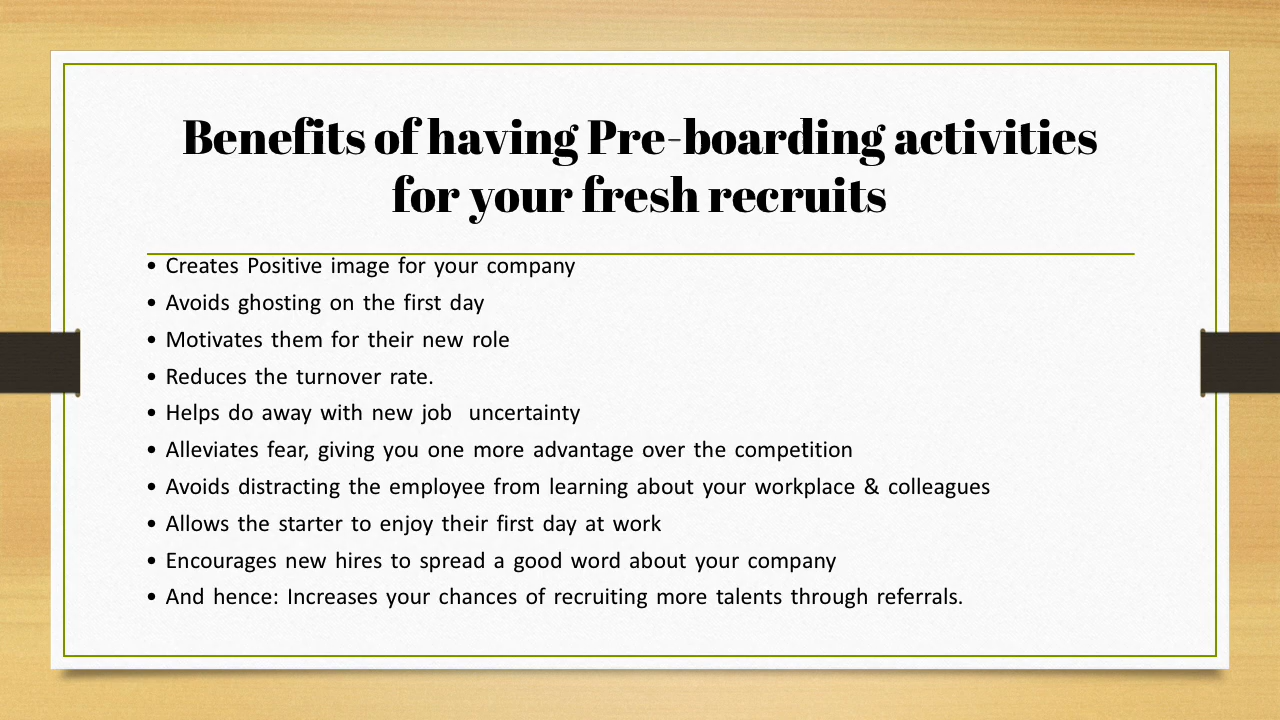 Benefits of having Pre-boarding activities
for your fresh recruits
• Creates Positive image for your company
• Avoids ghosting on the first day
• Motivates them for their new role
• Reduces the turnover rate.
• Helps do away with new job  uncertainty
• Alleviates fear, giving you one more advantage over the competition
• Avoids distracting the employee from learning about your workplace & colleagues
• Allows the starter to enjoy their first day at work
• Encourages new hires to spread a good word about your company
• And hence: Increases your chances of recruiting more talents through referrals.